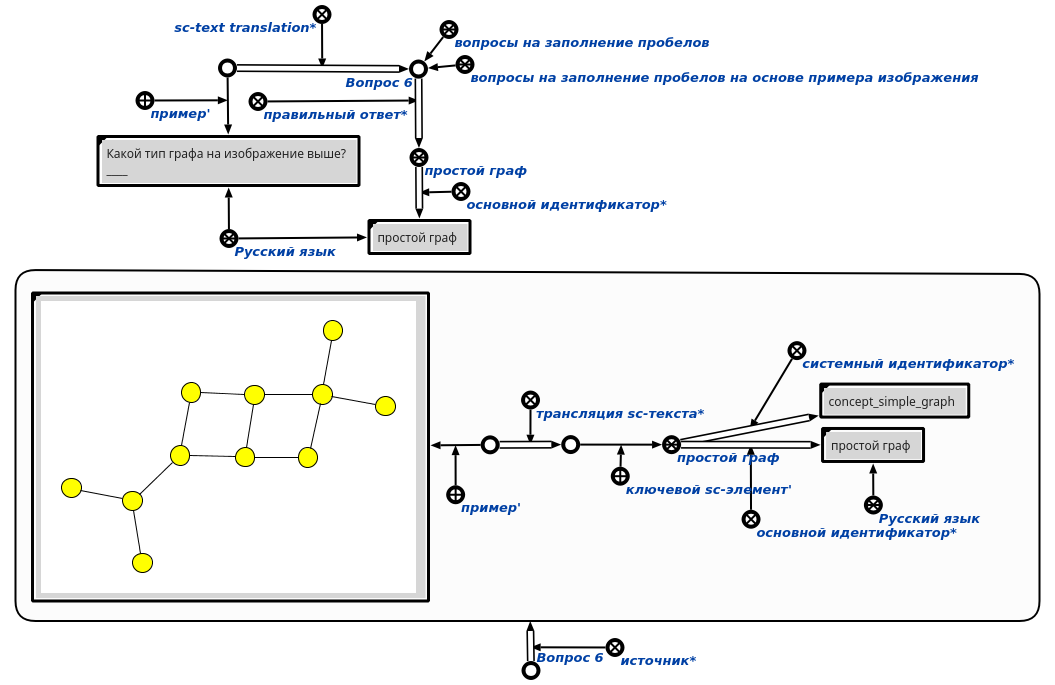 sc-text translation*
вопросы на заполнение пробелов
вопросы на заполнение пробелов на основе примера изображения
Вопрос 6
пример'
правильный ответ*
Какой тип графа на изображение выше?
____
простой граф
основной идентификатор*
простой граф
Русский язык
системный идентификатор*
concept_simple_graph
трансляция sc-текста*
простой граф
простой граф
ключевой sc-элемент'
пример'
Русский язык
основной идентификатор*
Вопрос 6
источник*